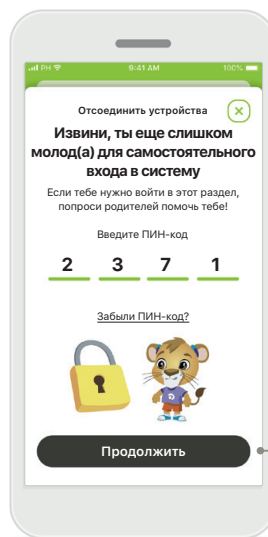 PH 9:41 AM 100%
Отсоединить устройства
Извини, ты еще слишком
молод(а) для самостоятельного
входа в систему
Если тебе нужно войти в этот раздел,
попроси родителей помочь тебе!
Введите ПИН-код
2 3 7 1
Забыли ПИН-код?
Продолжить